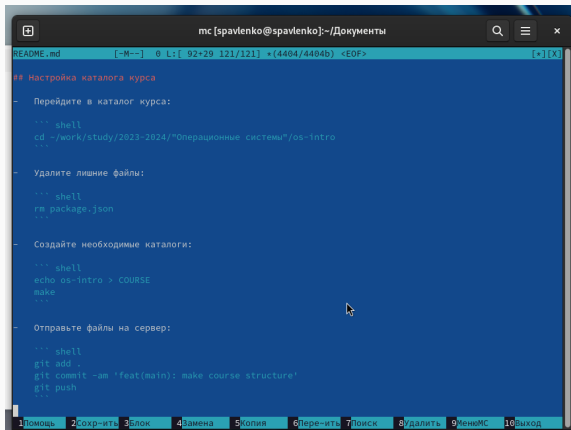 mc [spavlenko@spavlenko]:~/Документы
README.md [-M--] 0 L:[ 92+29 121/121] *(4404/4404b) <EOF> [*][X]
## Настройка каталога курса
- Перейдите в каталог курса:
``` shell
cd ~/work/study/2023-2024/"Операционные системы"/os-intro
```
- Удалите лишние файлы:
``` shell
rm package.json
```
- Создайте необходимые каталоги:
``` shell
echo os-intro > COURSE
make
```
- Отправьте файлы на сервер:
``` shell
git add .
git commit -am 'feat(main): make course structure'
git push
```
1Помощь 2Сохр~ить 3Блок 4Замена 5Копия 6Пере~ить 7Поиск 8Удалить 9МенюMC 10Выход